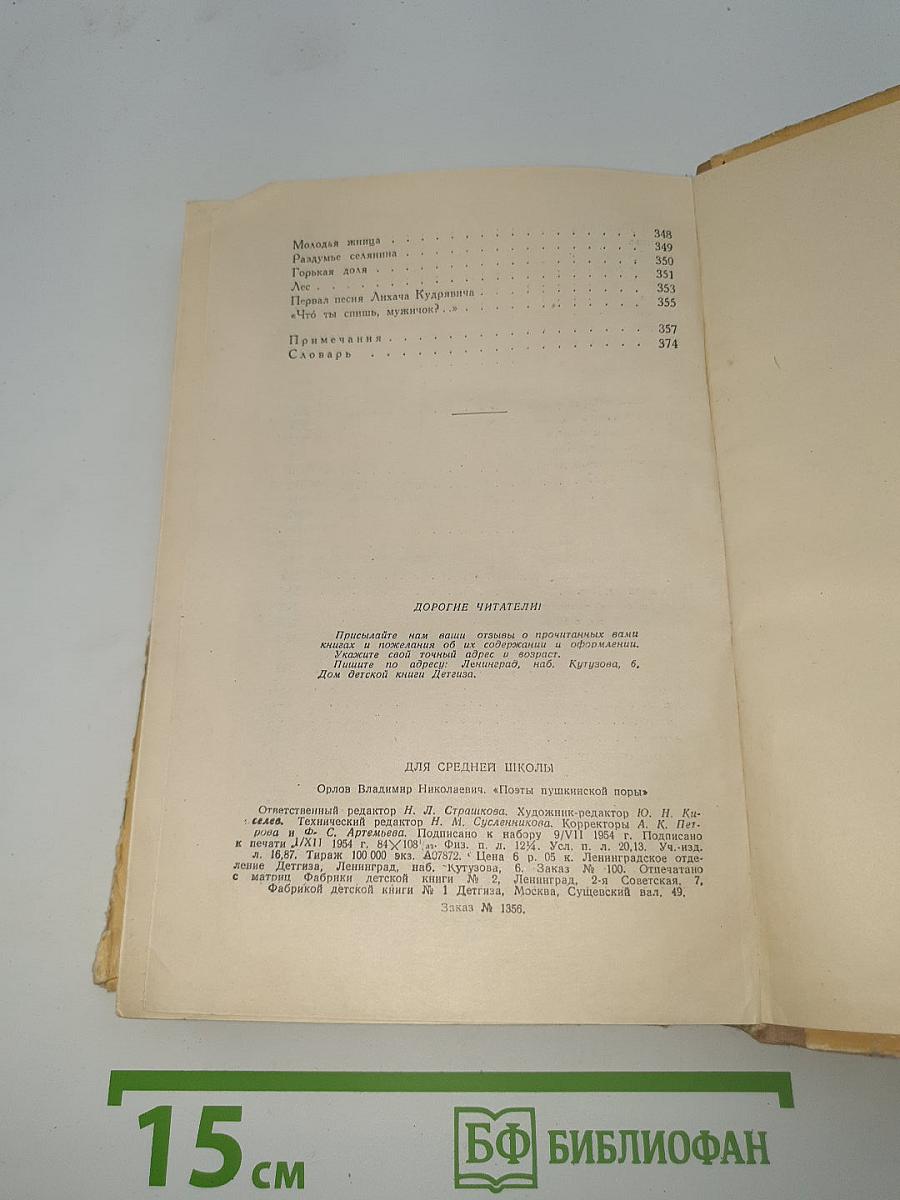 Молодая жница . . . . . . . . . . . . . . . . . 348
Раздумье селянина . . . . . . . . . . . . . . . . 349
Горькая доля . . . . . . . . . . . . . . . . . 350
Лес . . . . . . . . . . . . . . . . . . . . 351
Первая песня Лихача Кудрявича . . . . . . . . . . . 353
«Что́ ты спишь, мужичок?..» . . . . . . . . . . . . 355
Примечания . . . . . . . . . . . . . . . . . 357
Словарь . . . . . . . . . . . . . . . . . . 374
ДОРОГИЕ ЧИТАТЕЛИ!
Присылайте нам ваши отзывы о прочитанных вами
книгах и пожелания об их содержании и оформлении.
Укажите свой точный адрес и возраст.
Пишите по адресу: Ленинград, наб. Кутузова, 6.
Дом детской книги Детгиза.
ДЛЯ СРЕДНЕЙ ШКОЛЫ
Орлов Владимир Николаевич. «Поэты пушкинской поры»
Ответственный редактор Н. Л. Страшкова. Художник-редактор Ю. Н. Ки-
селев. Технический редактор Н. М. Сусленникова. Корректоры А. К. Пет-
рова и Ф. С. Артемьева. Подписано к набору 9/VII 1954 г. Подписано
к печати 1/XII 1954 г. 84×108 1/32. Физ. п. л. 12¼. Усл. п. л. 20,13. Уч.-изд.
л. 16,87. Тираж 100 000 экз. А07872. Цена 6 р. 05 к. Ленинградское отде-
ление Детгиза, Ленинград, наб. Кутузова, 6. Заказ № 100. Отпечатано
с матриц Фабрики детской книги № 2, Ленинград, 2-я Советская, 7,
Фабрикой детской книги № 1 Детгиза, Москва, Сущевский вал, 49.
Заказ № 1356.
15 см
БФ БИБЛИОФАН